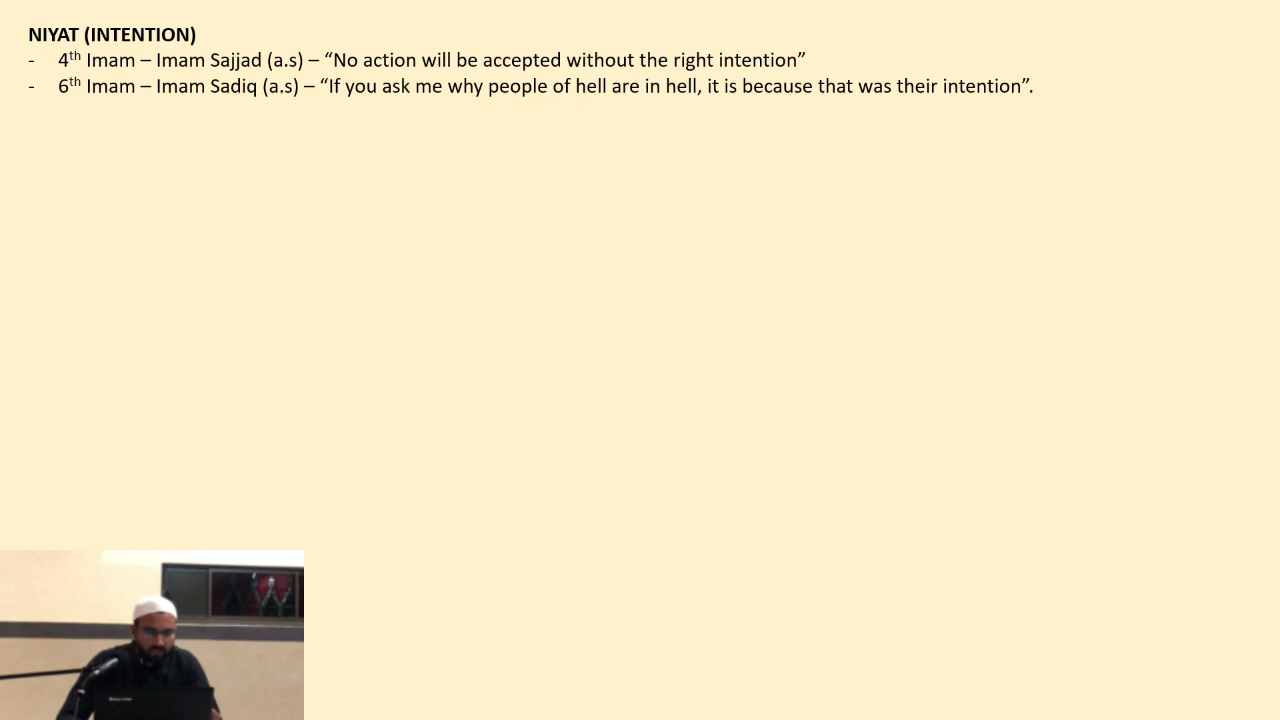 NIYAT (INTENTION)
- 4th Imam – Imam Sajjad (a.s) – “No action will be accepted without the right intention”
- 6th Imam – Imam Sadiq (a.s) – “If you ask me why people of hell are in hell, it is because that was their intention”.